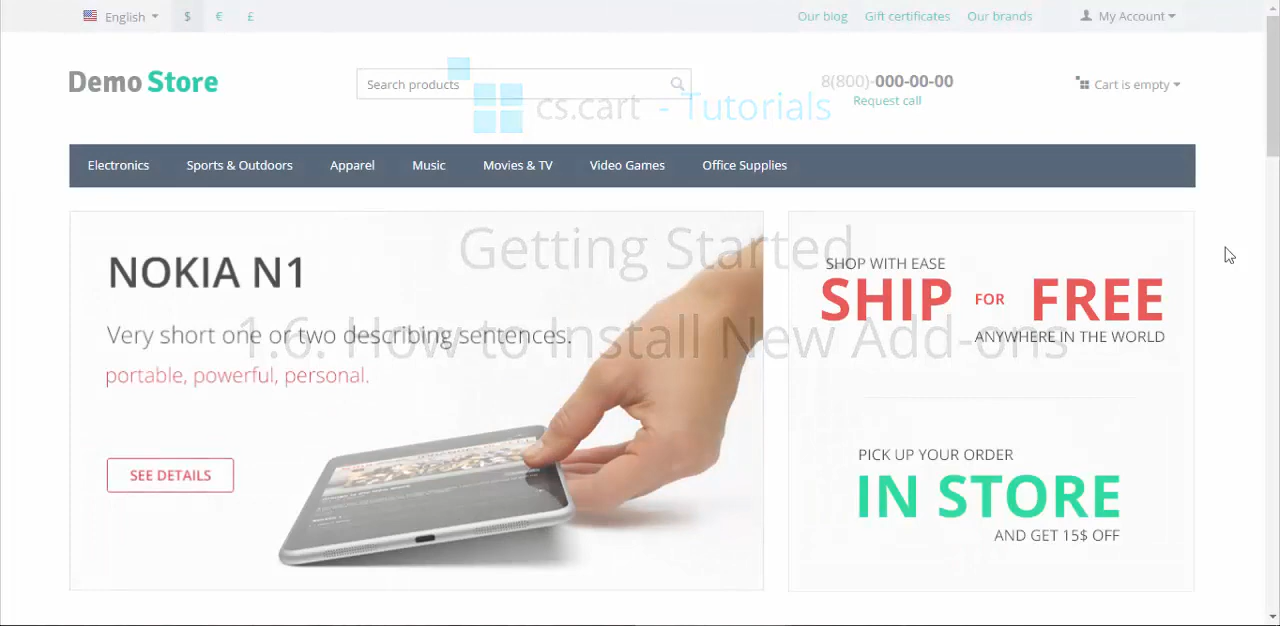 English
$
€
£
Our blog
Gift certificates
Our brands
My Account
Demo Store
Search products
cs.cart - Tutorials
8(800)-000-00-00
Request call
Cart is empty
Electronics
Sports & Outdoors
Apparel
Music
Movies & TV
Video Games
Office Supplies
Getting Started
1.6. How to Install New Add-ons
NOKIA N1
Very short one or two describing sentences.
portable, powerful, personal.
SEE DETAILS
SHOP WITH EASE
SHIP FOR FREE
ANYWHERE IN THE WORLD
PICK UP YOUR ORDER
IN STORE
AND GET 15$ OFF